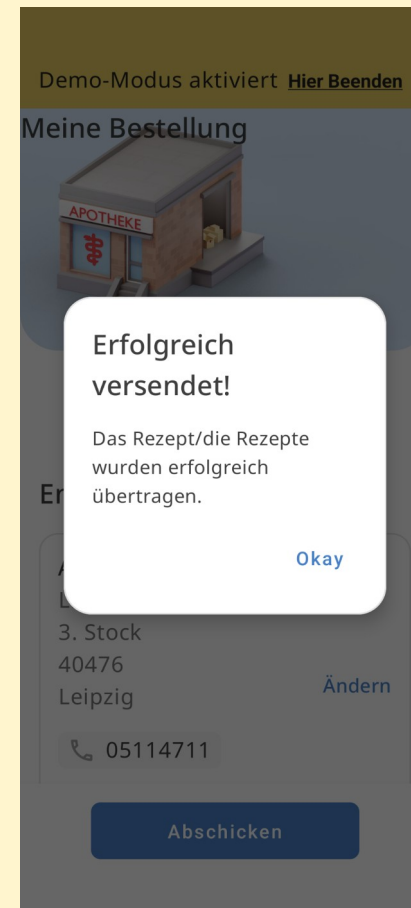 Demo-Modus aktiviert Hier Beenden
Meine Bestellung
APOTHEKE
Erfolgreich
versendet!
Das Rezept/die Rezepte
wurden erfolgreich
übertragen.
Okay
3. Stock
40476
Leipzig
Ändern
05114711
Abschicken